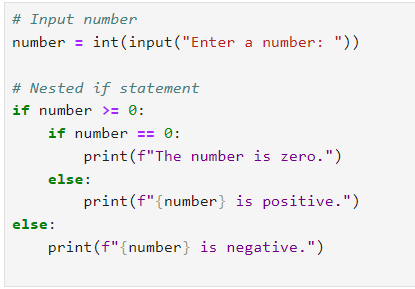 # Input number
number = int(input("Enter a number: "))

# Nested if statement
if number >= 0:
    if number == 0:
        print(f"The number is zero.")
    else:
        print(f"{number} is positive.")
else:
    print(f"{number} is negative.")